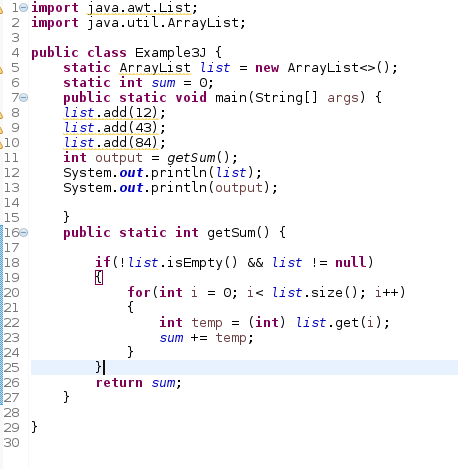 1 import java.awt.List;
2 import java.util.ArrayList;
3
4 public class Example3J {
5     static ArrayList list = new ArrayList<>();
6     static int sum = 0;
7     public static void main(String[] args) {
8     list.add(12);
9     list.add(43);
10     list.add(84);
11     int output = getSum();
12     System.out.println(list);
13     System.out.println(output);
14
15     }
16     public static int getSum() {
17
18         if(!list.isEmpty() && list != null)
19         {
20             for(int i = 0; i< list.size(); i++)
21             {
22                 int temp = (int) list.get(i);
23                 sum += temp;
24             }
25         }
26         return sum;
27     }
28
29 }
30